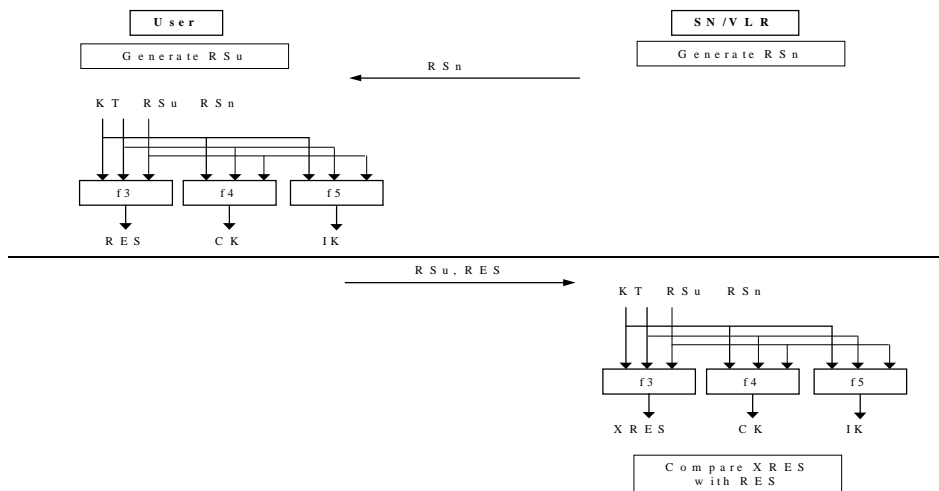 User
SN/VLR
Generate RSu
Generate RSn
RSn
KT RSu RSn
f3 f4 f5
RES CK IK
RSu, RES
KT RSu RSn
f3 f4 f5
XRES CK IK
Compare XRES
with RES